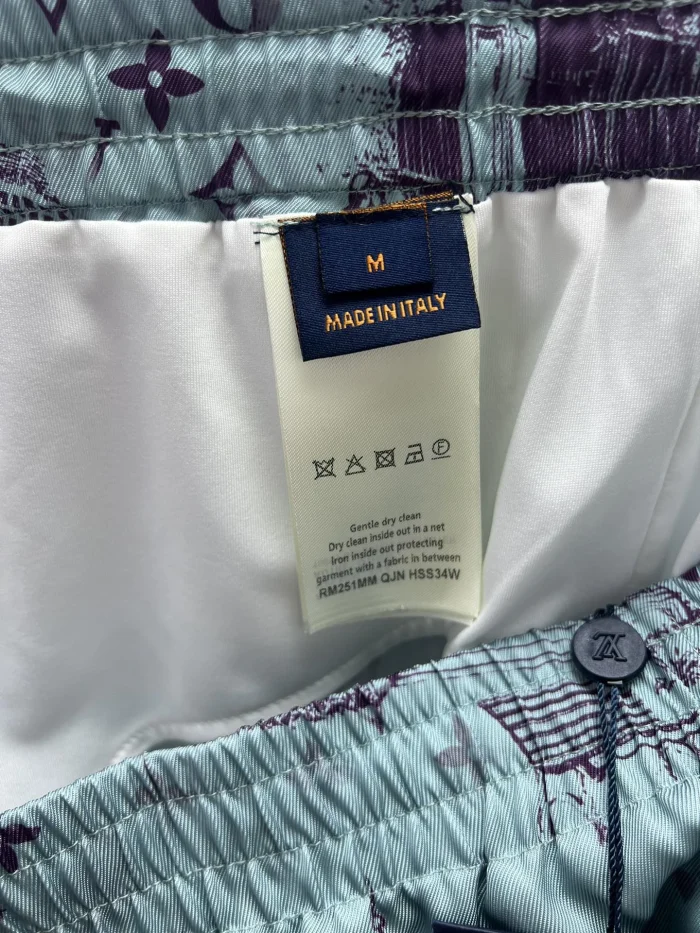 M
MADE IN ITALY
Gentle dry clean
Dry clean inside out in a net
Iron inside out protecting
garment with a fabric in between
RM251MM QJN HSS34W